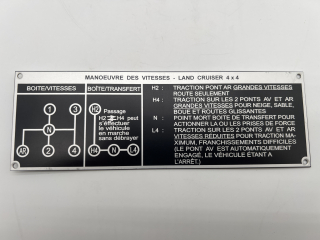 MANOEUVRE DES VITESSES - LAND CRUISER 4x4
BOITE/VITESSES
1 3
N
AR 2 4
BOÎTE/TRANSFERT
H2
Passage
H2 ⇄ H4 peut
s'effectuer
le véhicule
en marche
sans débrayer
H4 N L4
H2 : TRACTION PONT AR GRANDES VITESSES
ROUTE SEULEMENT
H4 : TRACTION SUR LES 2 PONTS AV ET AR
GRANDES VITESSES POUR NEIGE, SABLE,
BOUE ET ROUTES GLISSANTES.
N : POINT MORT BOITE DE TRANSFERT POUR
ACTIONNER LA OU LES PRISES DE FORCE
L4 : TRACTION SUR LES 2 PONTS AV ET AR
VITESSES RÉDUITES POUR TRACTION MA-
XIMUM, FRANCHISSEMENTS DIFFICILES
(LE PONT AV EST AUTOMATIQUEMENT
ENGAGÉ, LE VÉHICULE ÉTANT A
L'ARRÊT.)